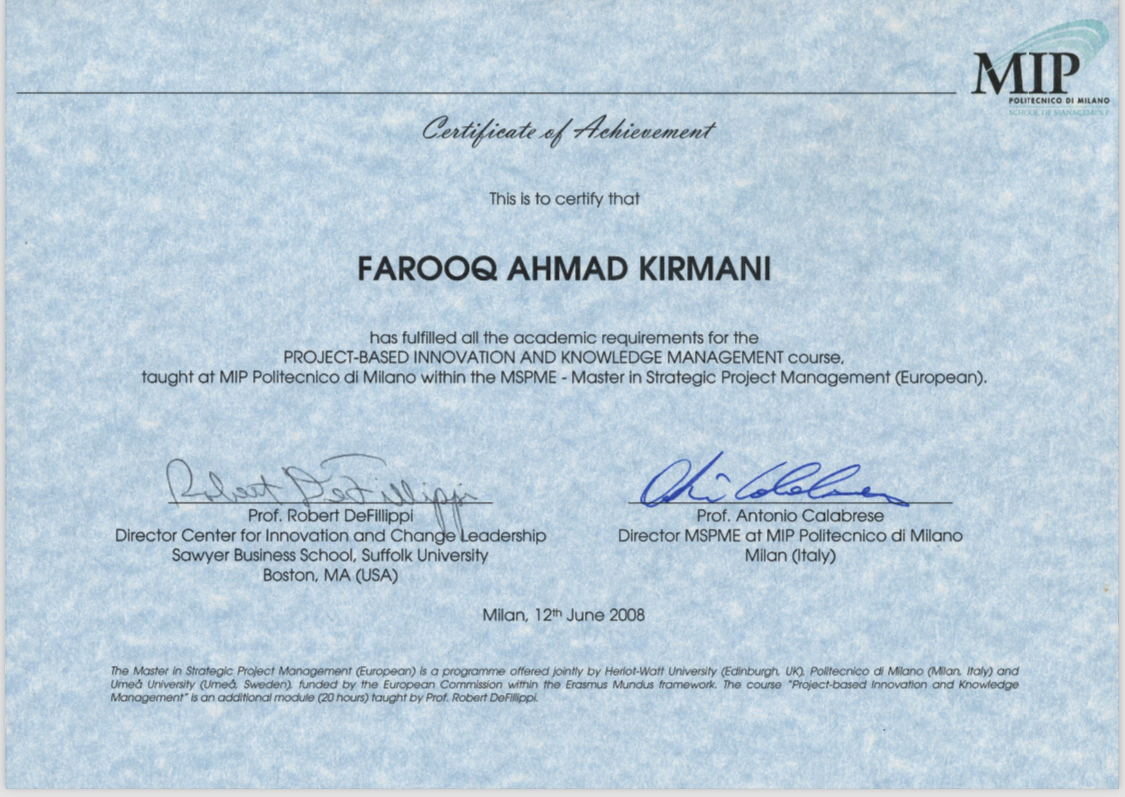 MIP
POLITECNICO DI MILANO
SCHOOL OF MANAGEMENT
Certificate of Achievement
This is to certify that
FAROOQ AHMAD KIRMANI
has fulfilled all the academic requirements for the
PROJECT-BASED INNOVATION AND KNOWLEDGE MANAGEMENT course,
taught at MIP Politecnico di Milano within the MSPME - Master in Strategic Project Management (European).
Robert DeFillippi
Prof. Robert DeFillippi
Director Center for Innovation and Change Leadership
Sawyer Business School, Suffolk University
Boston, MA (USA)
Prof. Antonio Calabrese
Director MSPME at MIP Politecnico di Milano
Milan (Italy)
Milan, 12th June 2008
The Master in Strategic Project Management (European) is a programme offered jointly by Heriot-Watt University (Edinburgh, UK), Politecnico di Milano (Milan, Italy) and
Umeå University (Umeå, Sweden), funded by the European Commission within the Erasmus Mundus framework. The course "Project-based Innovation and Knowledge
Management" is an additional module (20 hours) taught by Prof. Robert DeFillippi.